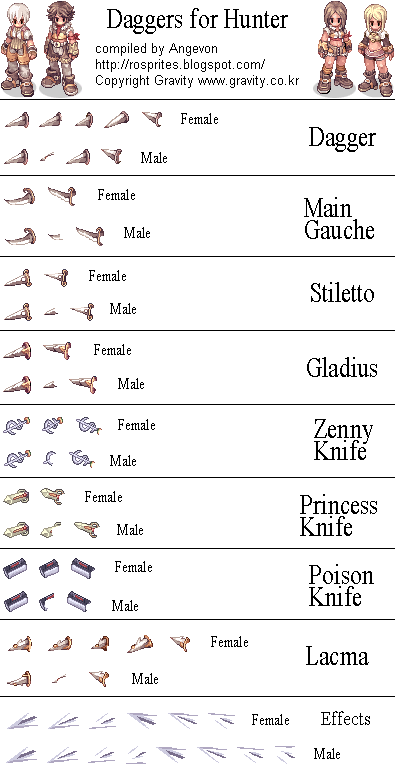 Daggers for Hunter
compiled by Angevon
http://rosprites.blogspot.com/
Copyright Gravity www.gravity.co.kr
Female
Dagger
Male
Female
Main
Gauche
Male
Female
Stiletto
Male
Female
Gladius
Male
Female
Zenny
Knife
Male
Female
Princess
Knife
Male
Female
Poison
Knife
Male
Female
Lacma
Male
Female
Effects
Male